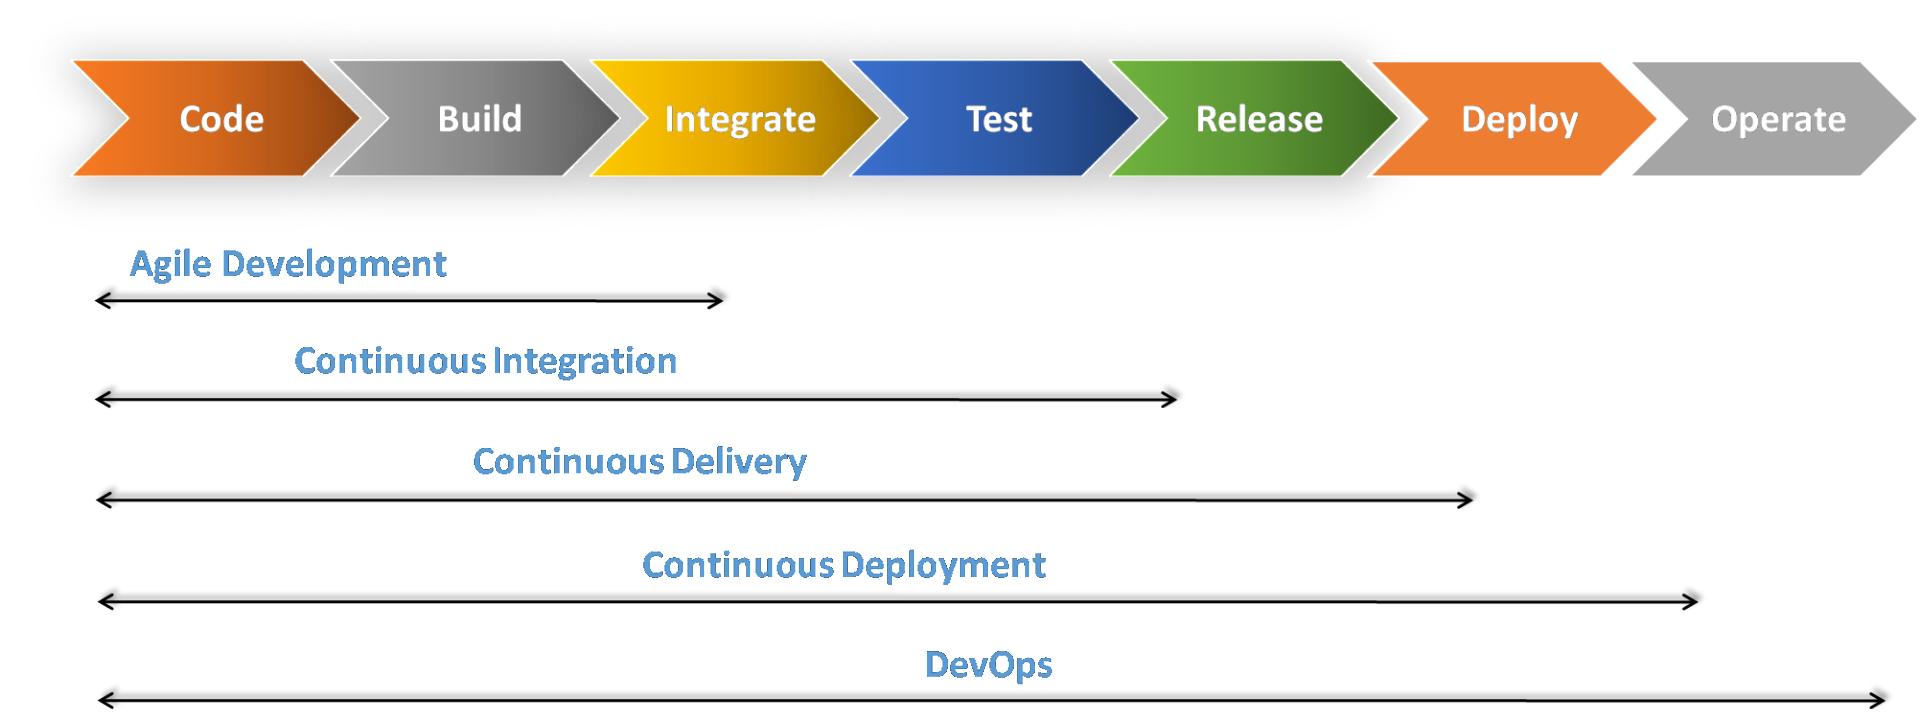 Code Build Integrate Test Release Deploy Operate
Agile Development
Continuous Integration
Continuous Delivery
Continuous Deployment
DevOps